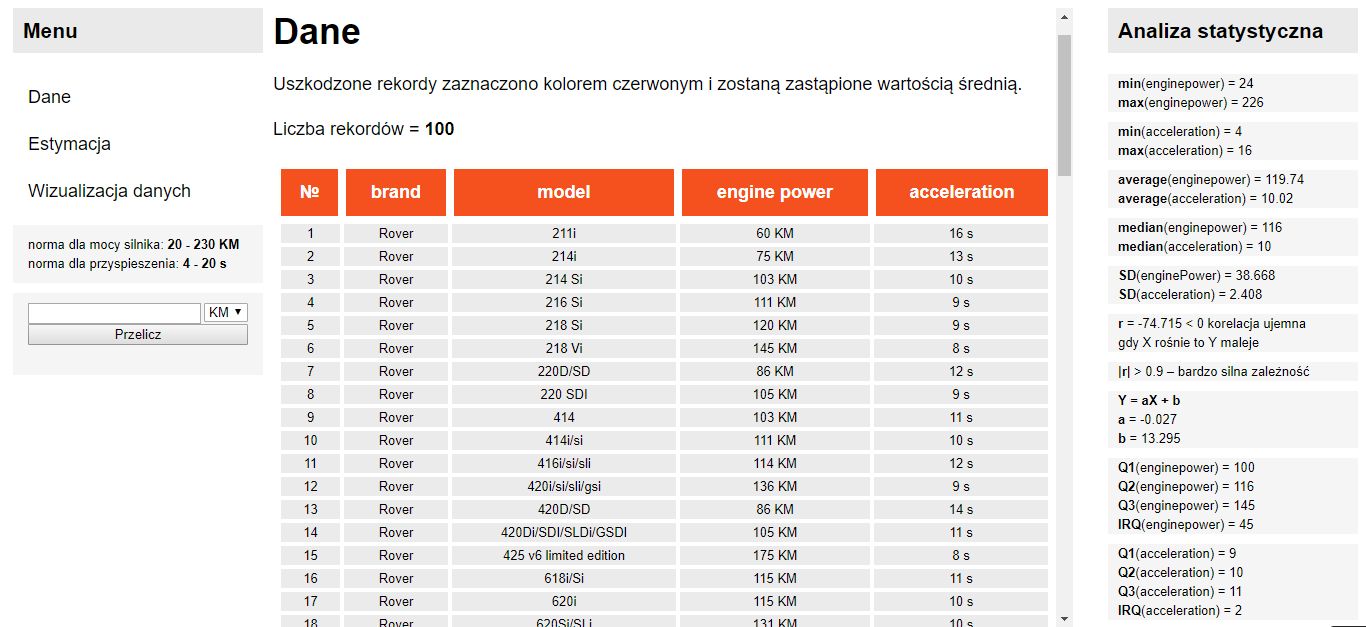 Menu
Dane
Estymacja
Wizualizacja danych
norma dla mocy silnika: 20 - 230 KM
norma dla przyspieszenia: 4 - 20 s
KM ▼
Przelicz
Dane
Uszkodzone rekordy zaznaczono kolorem czerwonym i zostaną zastąpione wartością średnią.
Liczba rekordów = 100
№ brand model engine power acceleration
1 Rover 211i 60 KM 16 s
2 Rover 214i 75 KM 13 s
3 Rover 214 Si 103 KM 10 s
4 Rover 216 Si 111 KM 9 s
5 Rover 218 Si 120 KM 9 s
6 Rover 218 Vi 145 KM 8 s
7 Rover 220D/SD 86 KM 12 s
8 Rover 220 SDI 105 KM 9 s
9 Rover 414 103 KM 11 s
10 Rover 414i/si 111 KM 10 s
11 Rover 416i/si/sli 114 KM 12 s
12 Rover 420i/si/sli/gsi 136 KM 9 s
13 Rover 420D/SD 86 KM 14 s
14 Rover 420Di/SDI/SLDi/GSDI 105 KM 11 s
15 Rover 425 v6 limited edition 175 KM 8 s
16 Rover 618i/Si 115 KM 11 s
17 Rover 620i 115 KM 10 s
18 Rover 620Si/SLi 131 KM 10 s
Analiza statystyczna
min(enginepower) = 24
max(enginepower) = 226
min(acceleration) = 4
max(acceleration) = 16
average(enginepower) = 119.74
average(acceleration) = 10.02
median(enginepower) = 116
median(acceleration) = 10
SD(enginePower) = 38.668
SD(acceleration) = 2.408
r = -74.715 < 0 korelacja ujemna
gdy X rośnie to Y maleje
|r| > 0.9 – bardzo silna zależność
Y = aX + b
a = -0.027
b = 13.295
Q1(enginepower) = 100
Q2(enginepower) = 116
Q3(enginepower) = 145
IRQ(enginepower) = 45
Q1(acceleration) = 9
Q2(acceleration) = 10
Q3(acceleration) = 11
IRQ(acceleration) = 2